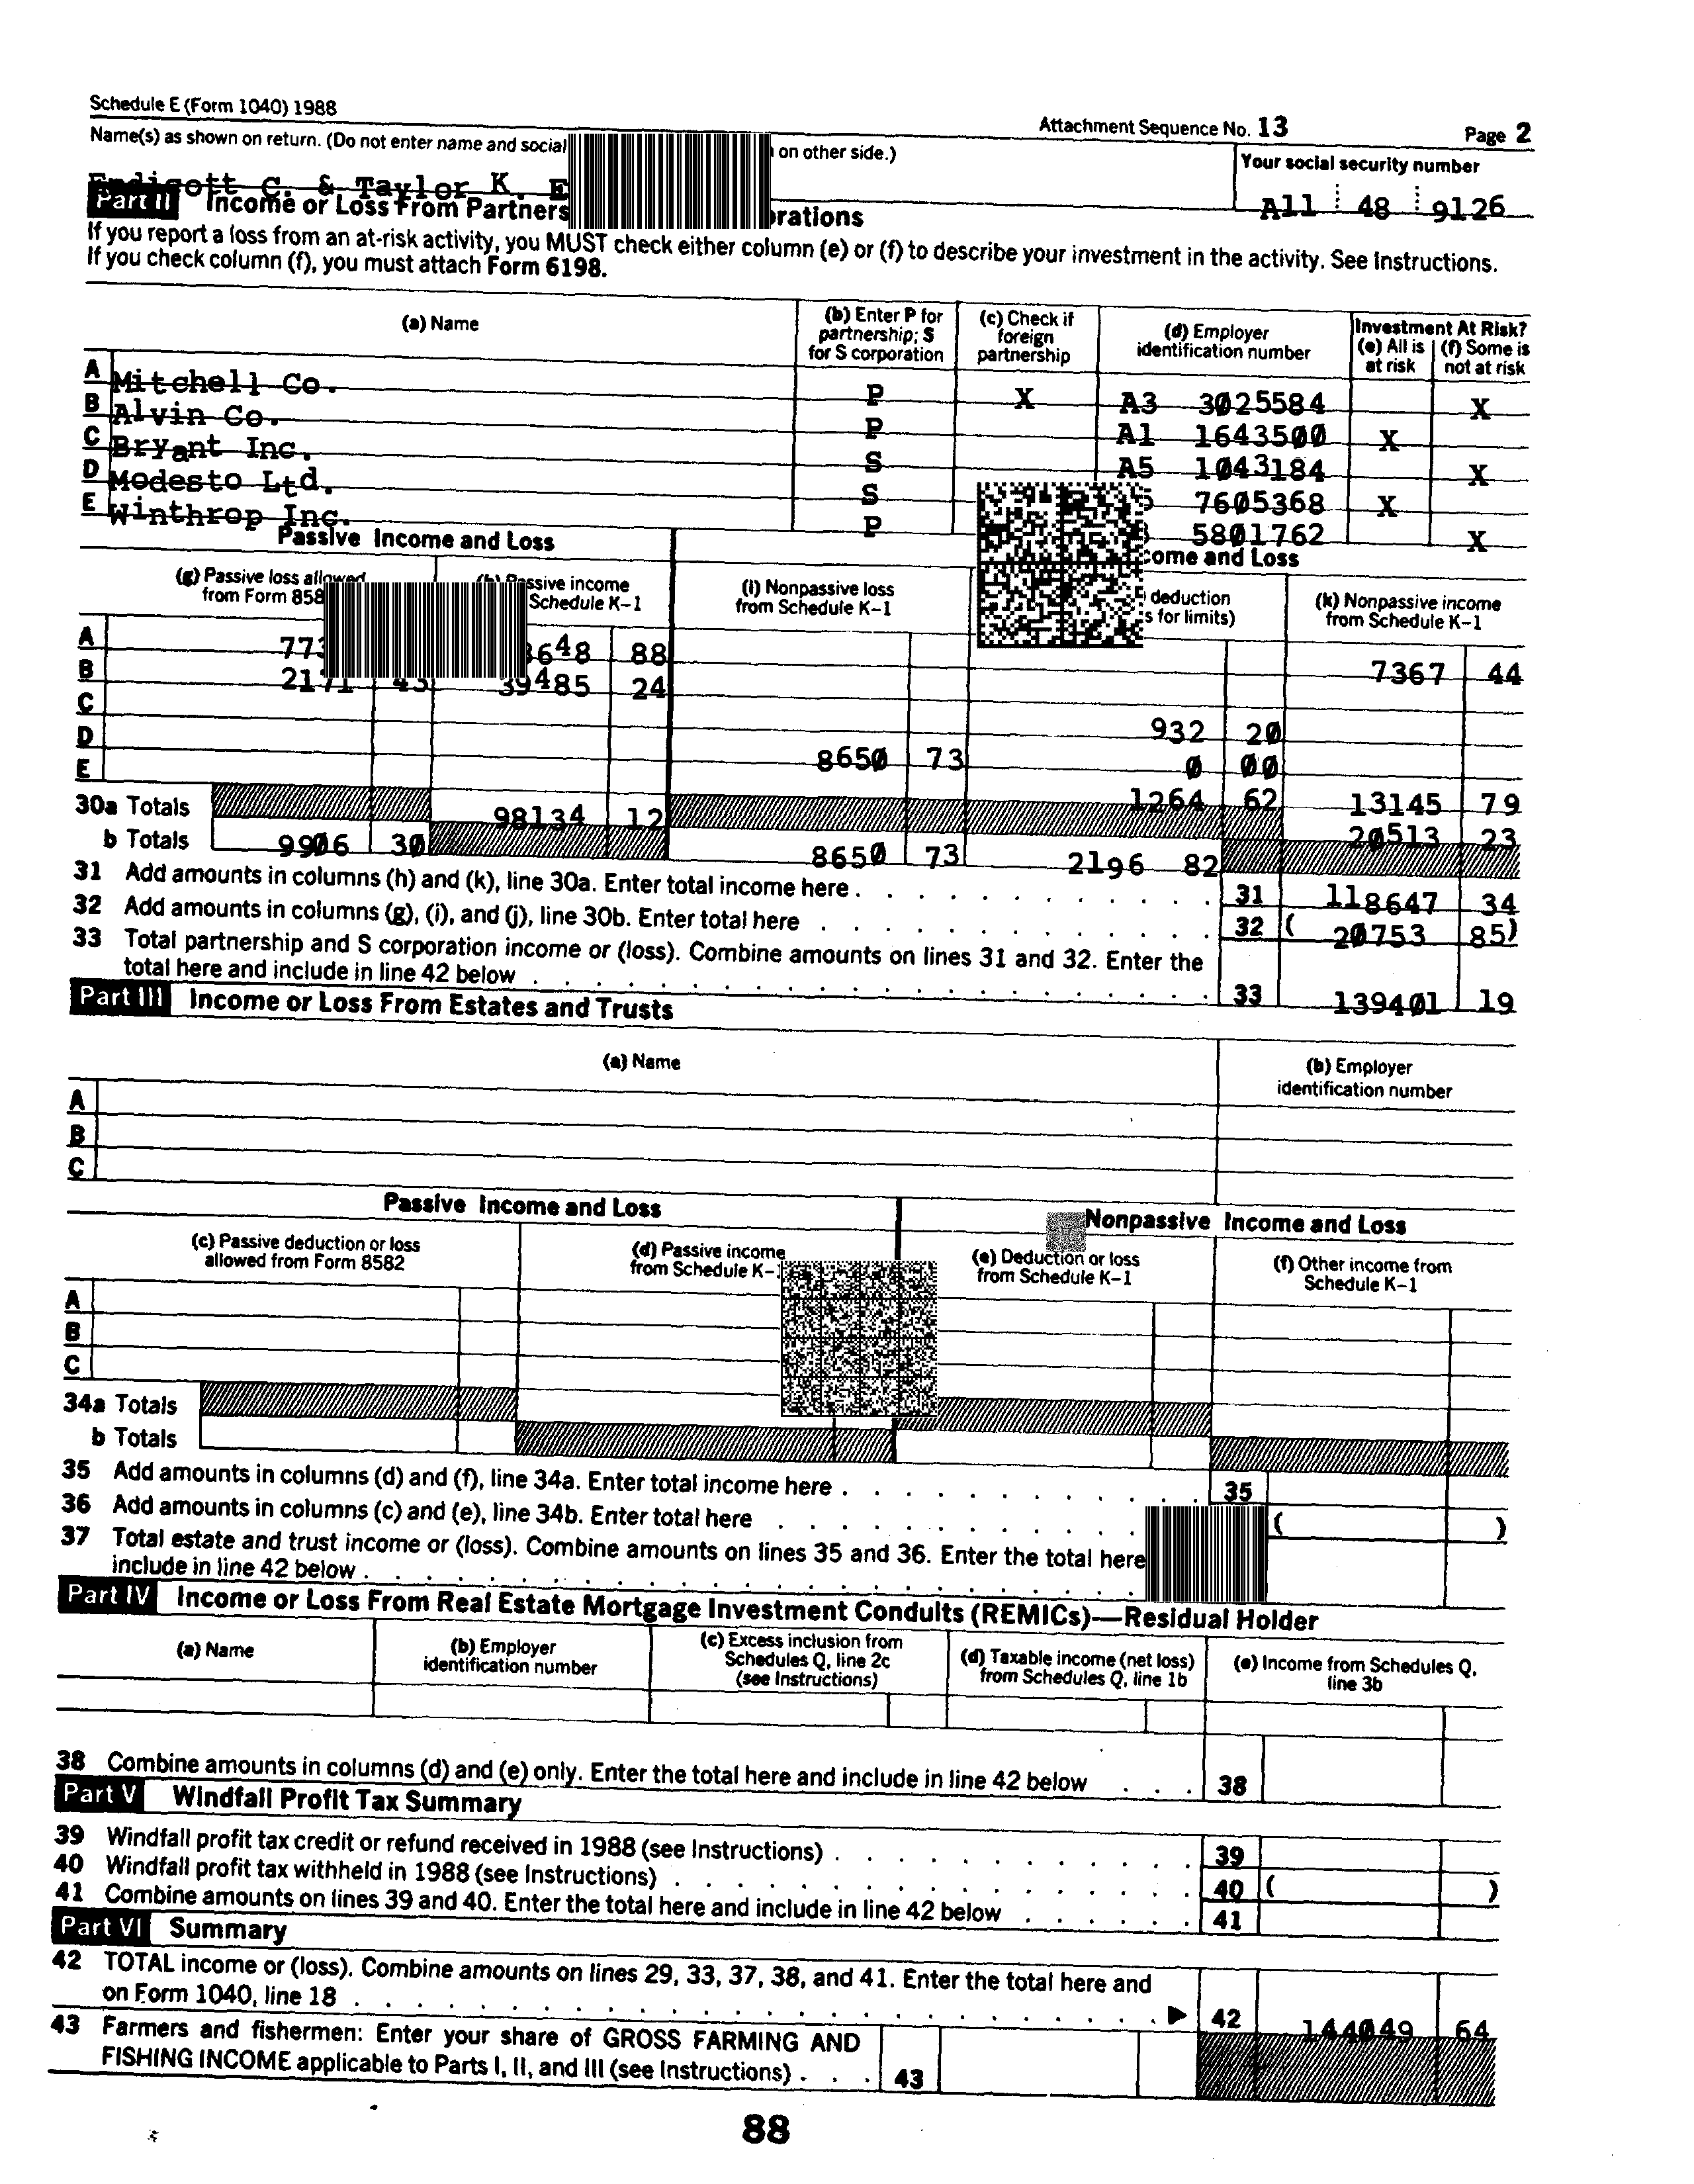 Schedule E (Form 1040) 1988
Attachment Sequence No. 13
Page 2
Name(s) as shown on return. (Do not enter name and social on other side.)
Your social security number
Endicott C. & Taylor K.
A11 48 9126
Part II Income or Loss From
If you report a loss from an at-risk activity, you MUST check either column (e) or (f) to describe your investment in the activity. See Instructions.
If you check column (f), you must attach Form 6198.
(a) Name
(b) Enter P for partnership; S for S corporation
(c) Check if foreign partnership
(d) Employer identification number
Investment At Risk?
(e) All is at risk
(f) Some is not at risk
A Mitchell Co. P X A3 3025584 X
B Alvin Co. P A1 1643500 X
C Bryant Inc. S A5 1043184 X
D Modesto Ltd. S 7605368 X
E Winthrop Inc. P 5801762 X
Passive Income and Loss
and Loss
(g) Passive loss allowed from Form
income Schedule K-1
(i) Nonpassive loss from Schedule K-1
deduction for limits)
(k) Nonpassive income from Schedule K-1
A 88 7367 44
B 2171 43 39485 24
C 932 20
D 8650 73 0 00
E 1264 62 13145 79
30a Totals 98134 12 20513 23
b Totals 9906 30 8650 73 2196 82
31 Add amounts in columns (h) and (k), line 30a. Enter total income here 31 118647 34
32 Add amounts in columns (g), (i), and (j), line 30b. Enter total here 32 ( 20753 85)
33 Total partnership and S corporation income or (loss). Combine amounts on lines 31 and 32. Enter the
total here and include in line 42 below 33 139401 19
Part III Income or Loss From Estates and Trusts
(a) Name
(b) Employer identification number
A
B
C
Passive Income and Loss
Nonpassive Income and Loss
(c) Passive deduction or loss allowed from Form 8582
(d) Passive income from Schedule
(e) Deduction or loss from Schedule K-1
(f) Other income from Schedule K-1
A
B
C
34a Totals
b Totals
35 Add amounts in columns (d) and (f), line 34a. Enter total income here 35
36 Add amounts in columns (c) and (e), line 34b. Enter total here ( )
37 Total estate and trust income or (loss). Combine amounts on lines 35 and 36. Enter the total here
include in line 42 below
Part IV Income or Loss From Real Estate Mortgage Investment Conduits (REMICs)—Residual Holder
(a) Name
(b) Employer identification number
(c) Excess inclusion from Schedules Q, line 2c (see Instructions)
(d) Taxable income (net loss) from Schedules Q, line 1b
(e) Income from Schedules Q, line 3b
38 Combine amounts in columns (d) and (e) only. Enter the total here and include in line 42 below 38
Part V Windfall Profit Tax Summary
39 Windfall profit tax credit or refund received in 1988 (see Instructions) 39
40 Windfall profit tax withheld in 1988 (see Instructions) 40 ( )
41 Combine amounts on lines 39 and 40. Enter the total here and include in line 42 below 41
Part VI Summary
42 TOTAL income or (loss). Combine amounts on lines 29, 33, 37, 38, and 41. Enter the total here and
on Form 1040, line 18 42 144049 64
43 Farmers and fishermen: Enter your share of GROSS FARMING AND
FISHING INCOME applicable to Parts I, II, and III (see Instructions) 43
88